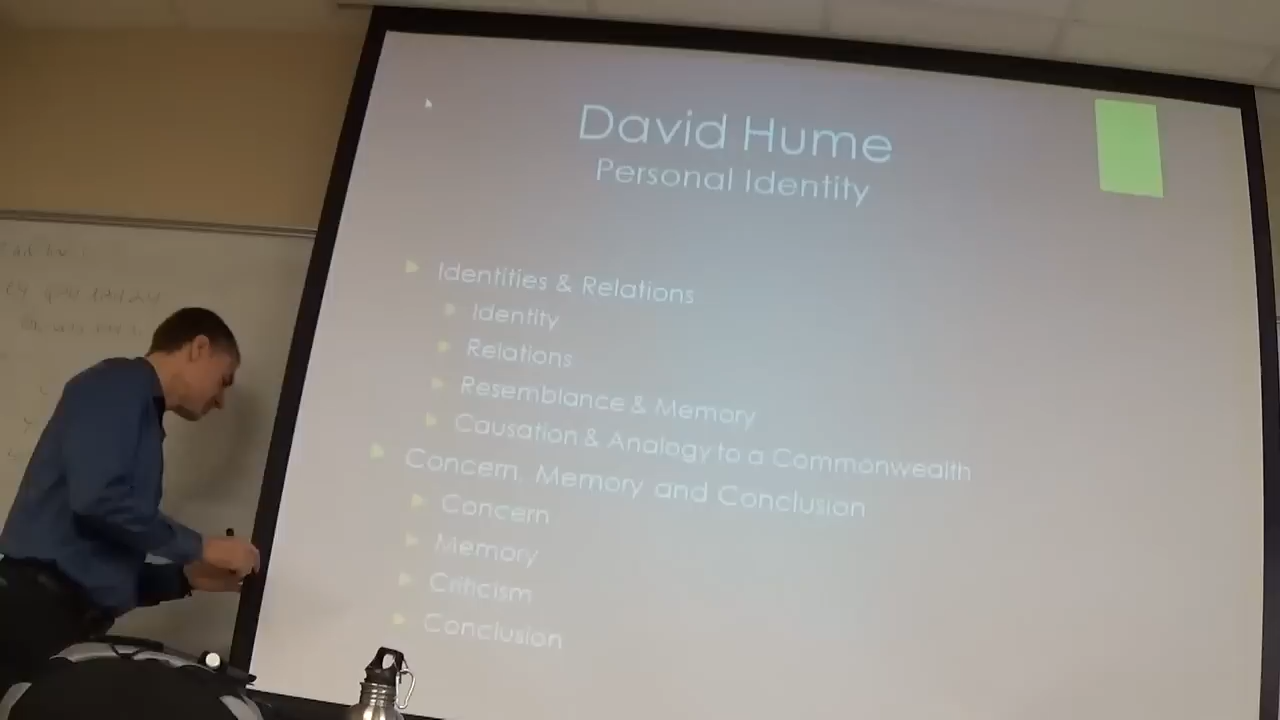 David Hume
Personal Identity
Identities & Relations
Identity
Relations
Resemblance & Memory
Causation & Analogy to a Commonwealth
Concern, Memory and Conclusion
Concern
Memory
Criticism
Conclusion